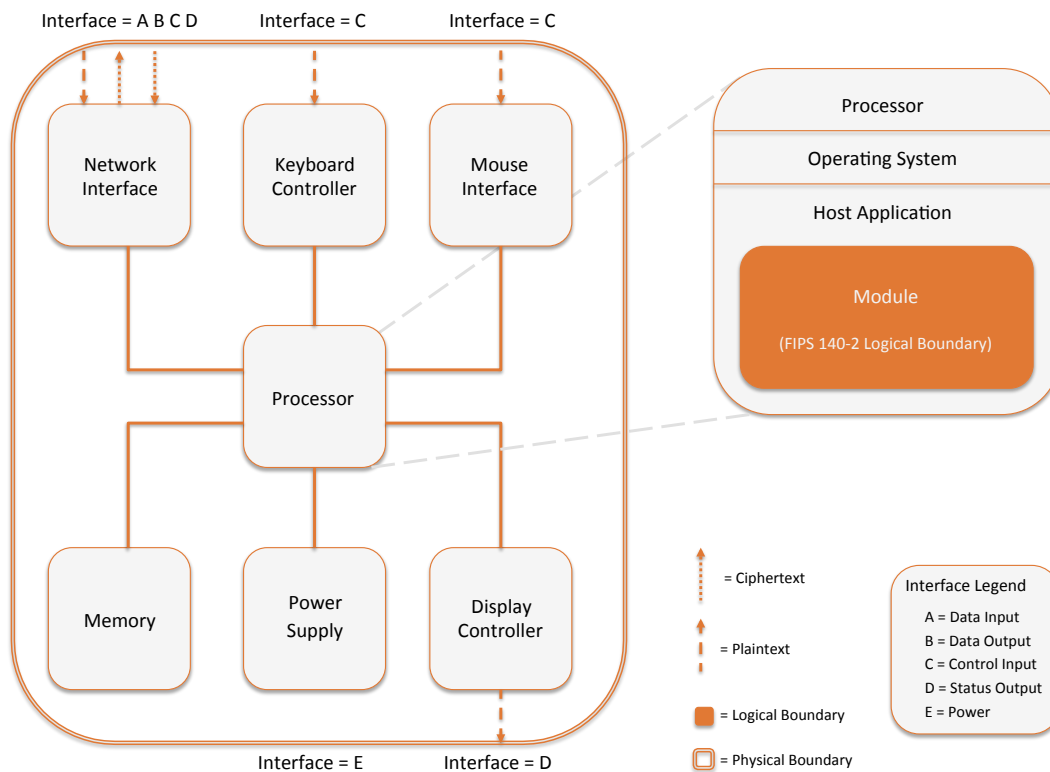 Interface = A B C D
Interface = C
Interface = C
Network
Interface
Keyboard
Controller
Mouse
Interface
Processor
Memory
Power
Supply
Display
Controller
Interface = E
Interface = D
Processor
Operating System
Host Application
Module
(FIPS 140-2 Logical Boundary)
= Ciphertext
= Plaintext
= Logical Boundary
= Physical Boundary
Interface Legend
A = Data Input
B = Data Output
C = Control Input
D = Status Output
E = Power